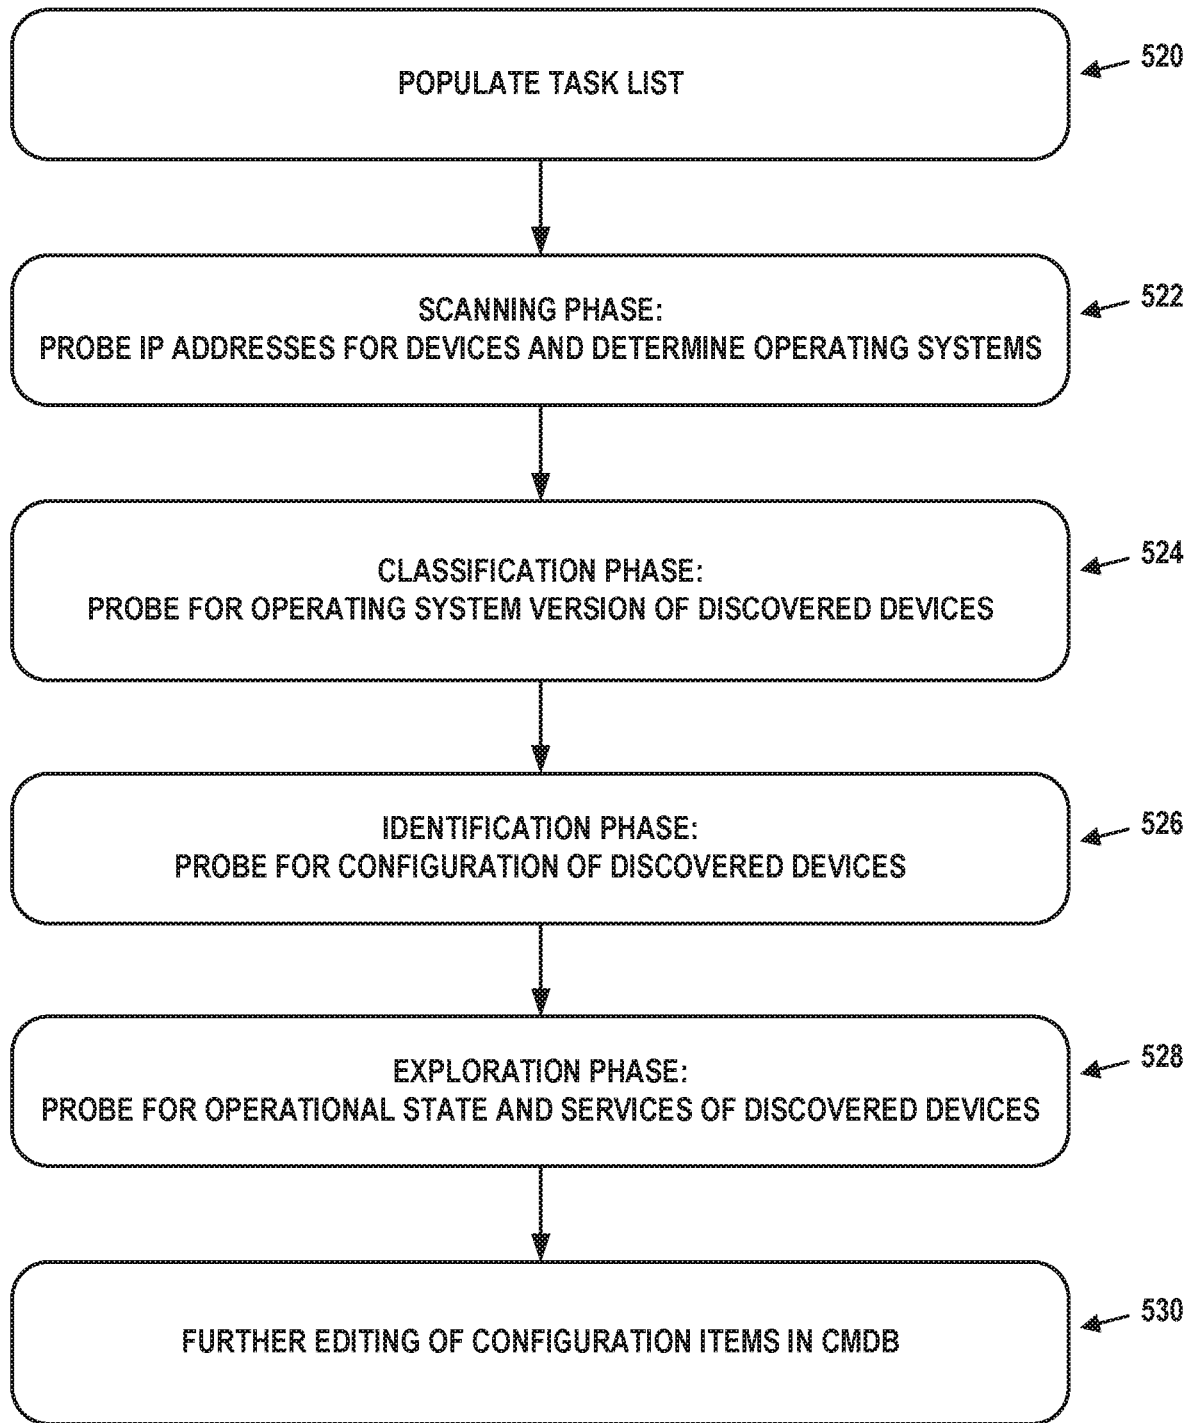 POPULATE TASK LIST
520
SCANNING PHASE:
PROBE IP ADDRESSES FOR DEVICES AND DETERMINE OPERATING SYSTEMS
522
CLASSIFICATION PHASE:
PROBE FOR OPERATING SYSTEM VERSION OF DISCOVERED DEVICES
524
IDENTIFICATION PHASE:
PROBE FOR CONFIGURATION OF DISCOVERED DEVICES
526
EXPLORATION PHASE:
PROBE FOR OPERATIONAL STATE AND SERVICES OF DISCOVERED DEVICES
528
FURTHER EDITING OF CONFIGURATION ITEMS IN CMDB
530